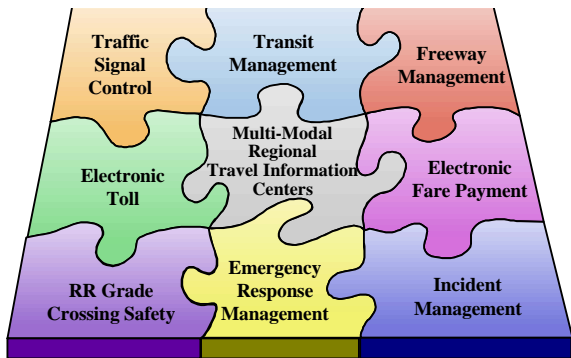 Traffic
Signal
Control
Transit
Management
Freeway
Management
Electronic
Toll
Multi-Modal
Regional
Travel Information
Centers
Electronic
Fare Payment
RR Grade
Crossing Safety
Emergency
Response
Management
Incident
Management